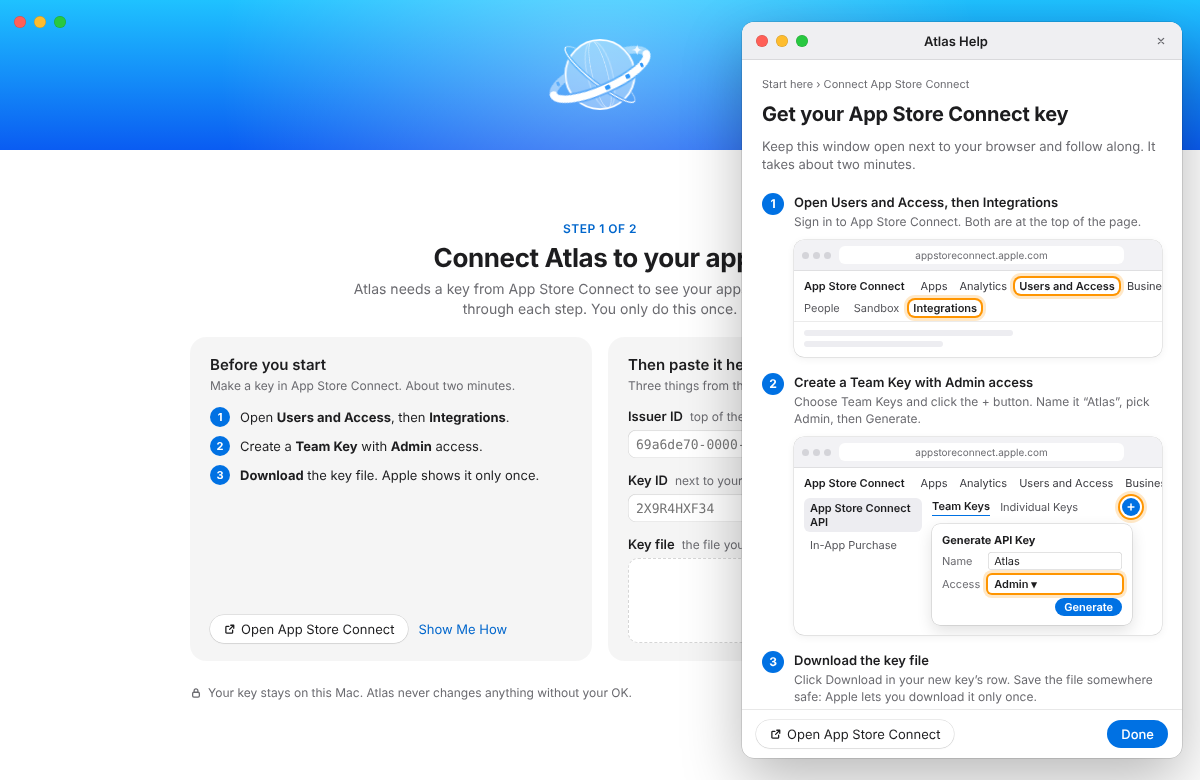 STEP 1 OF 2
Connect Atlas to your app
Atlas needs a key from App Store Connect to see your app
through each step. You only do this once.
Before you start
Make a key in App Store Connect. About two minutes.
1 Open Users and Access, then Integrations.
2 Create a Team Key with Admin access.
3 Download the key file. Apple shows it only once.
Open App Store Connect Show Me How
Then paste it he
Three things from th
Issuer ID top of the
69a6de70-0000-
Key ID next to your
2X9R4HXF34
Key file the file you
Your key stays on this Mac. Atlas never changes anything without your OK.
Atlas Help ×
Start here › Connect App Store Connect
Get your App Store Connect key
Keep this window open next to your browser and follow along. It
takes about two minutes.
1 Open Users and Access, then Integrations
Sign in to App Store Connect. Both are at the top of the page.
appstoreconnect.apple.com
App Store Connect Apps Analytics Users and Access Busine
People Sandbox Integrations
2 Create a Team Key with Admin access
Choose Team Keys and click the + button. Name it “Atlas”, pick
Admin, then Generate.
appstoreconnect.apple.com
App Store Connect Apps Analytics Users and Access Busines
App Store Connect
API
In-App Purchase
Team Keys Individual Keys +
Generate API Key
Name Atlas
Access Admin ▾
Generate
3 Download the key file
Click Download in your new key’s row. Save the file somewhere
safe: Apple lets you download it only once.
Open App Store Connect Done